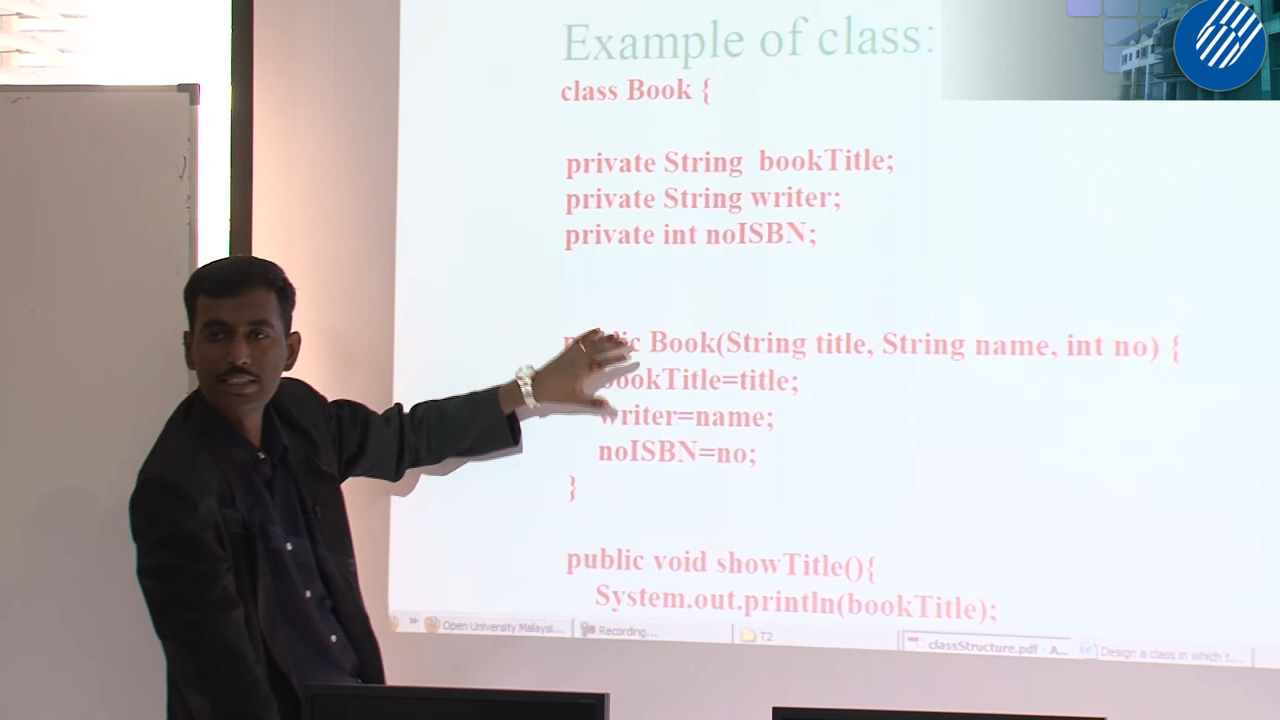 Example of class:
class Book {
private String bookTitle;
private String writer;
private int noISBN;
public Book(String title, String name, int no) {
bookTitle=title;
writer=name;
noISBN=no;
}
public void showTitle(){
System.out.println(bookTitle);
» Open University Malaysi... Recording... T2 classStructure.pdf - A... Design a class in which t...